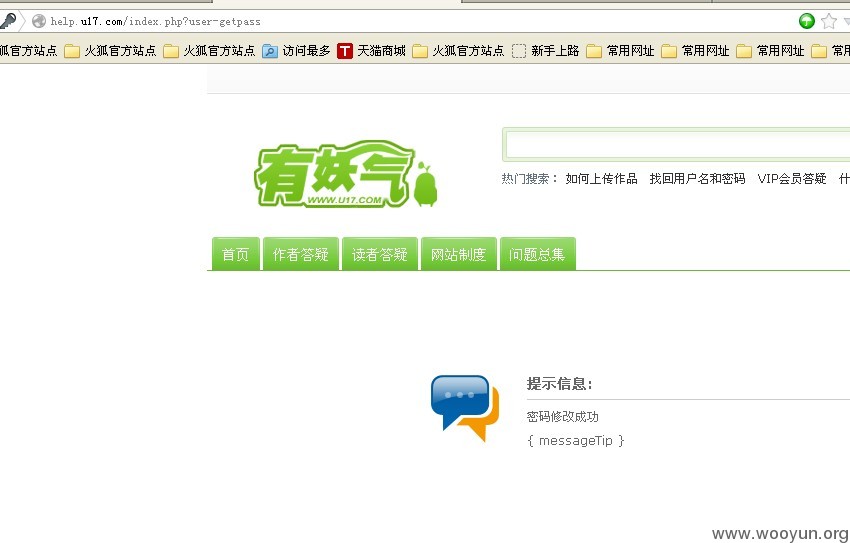 help.u17.com/index.php?user-getpass
狐官方站点 火狐官方站点 火狐官方站点 访问最多 天猫商城 火狐官方站点 新手上路 常用网址 常用网址 常用网址 常用
有妖气
WWW.U17.COM
热门搜索： 如何上传作品 找回用户名和密码 VIP会员答疑 什
首页 作者答疑 读者答疑 网站制度 问题总集
提示信息:
密码修改成功
{ messageTip }
www.wooyun.org